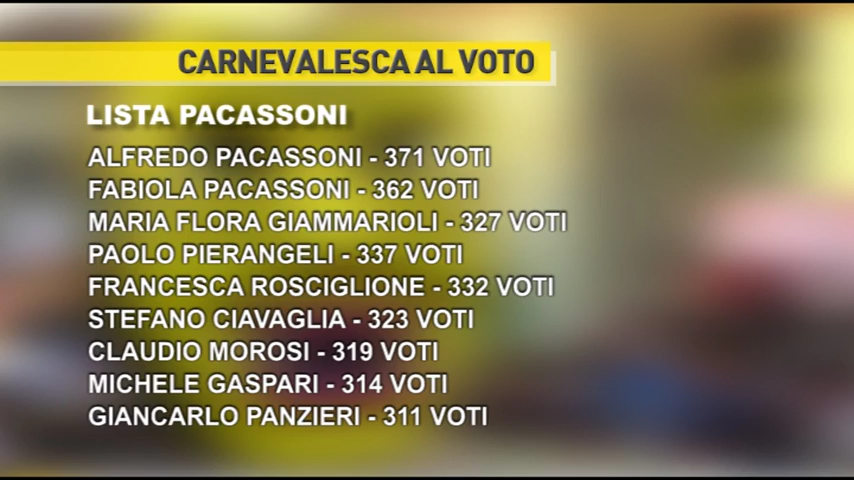 CARNEVALESCA AL VOTO
LISTA PACASSONI
ALFREDO PACASSONI - 371 VOTI
FABIOLA PACASSONI - 362 VOTI
MARIA FLORA GIAMMARIOLI - 327 VOTI
PAOLO PIERANGELI - 337 VOTI
FRANCESCA ROSCIGLIONE - 332 VOTI
STEFANO CIAVAGLIA - 323 VOTI
CLAUDIO MOROSI - 319 VOTI
MICHELE GASPARI - 314 VOTI
GIANCARLO PANZIERI - 311 VOTI